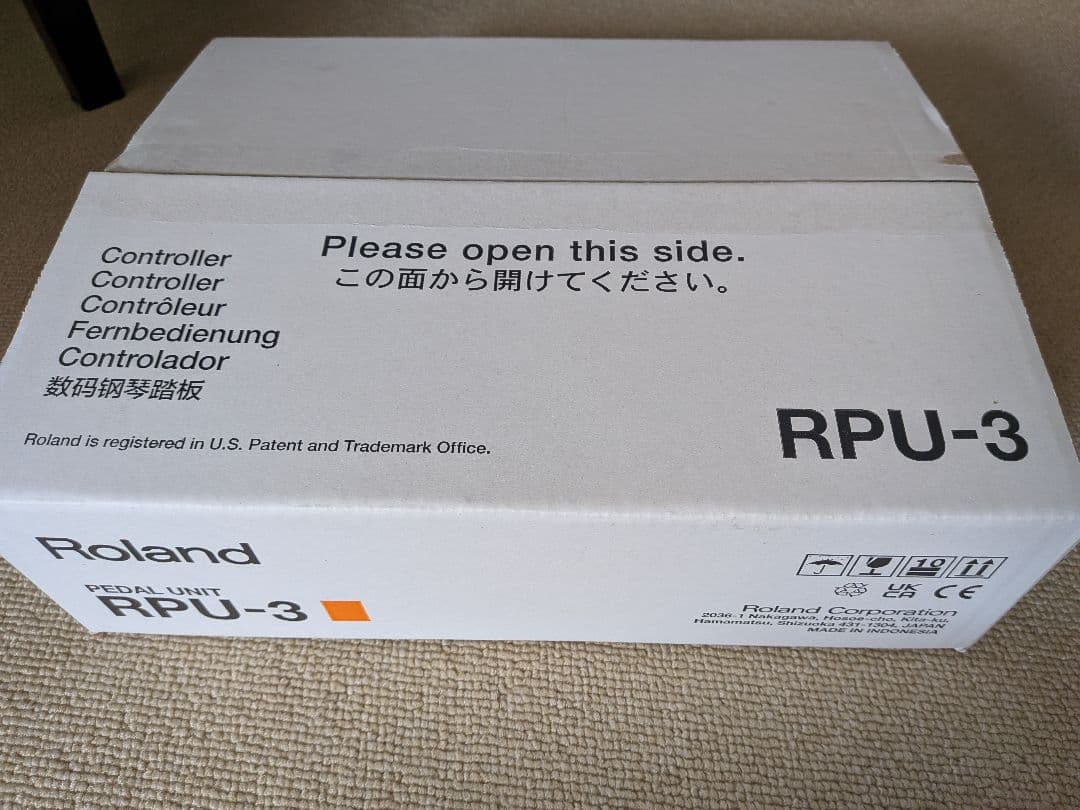 Controller
Controller
Contrôleur
Fernbedienung
Controlador
数码钢琴踏板
Please open this side.
この面から開けてください。
Roland is registered in U.S. Patent and Trademark Office.
RPU-3
Roland
PEDAL UNIT
RPU-3
10
UK
CA
CE
Roland Corporation
2036-1 Nakagawa, Hosoe-cho, Kita-ku,
Hamamatsu, Shizuoka 431-1304, JAPAN
MADE IN INDONESIA